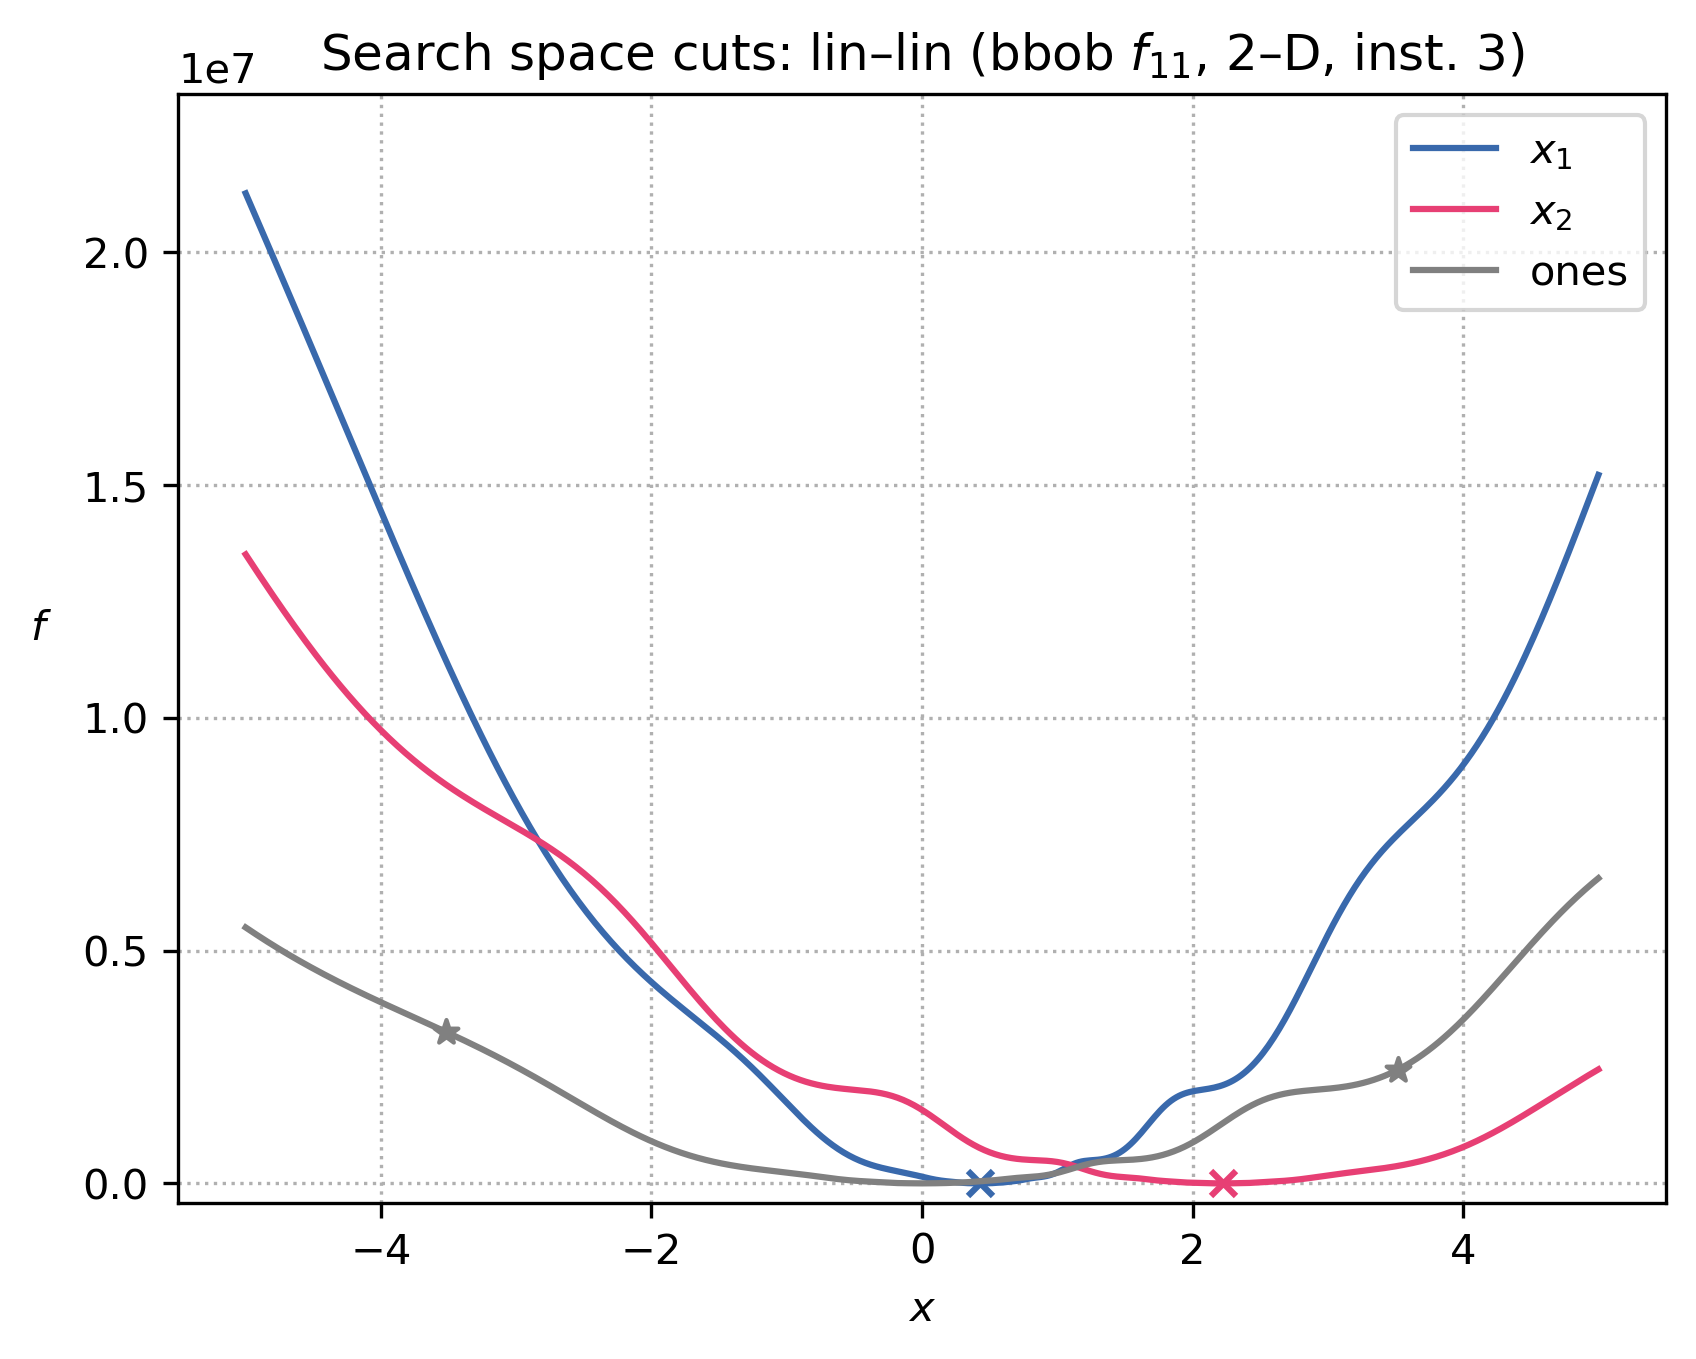 1e7
Search space cuts: lin–lin (bbob f₁₁, 2–D, inst. 3)
x₁
x₂
ones
2.0
1.5
1.0
0.5
0.0
f
−4 −2 0 2 4
x